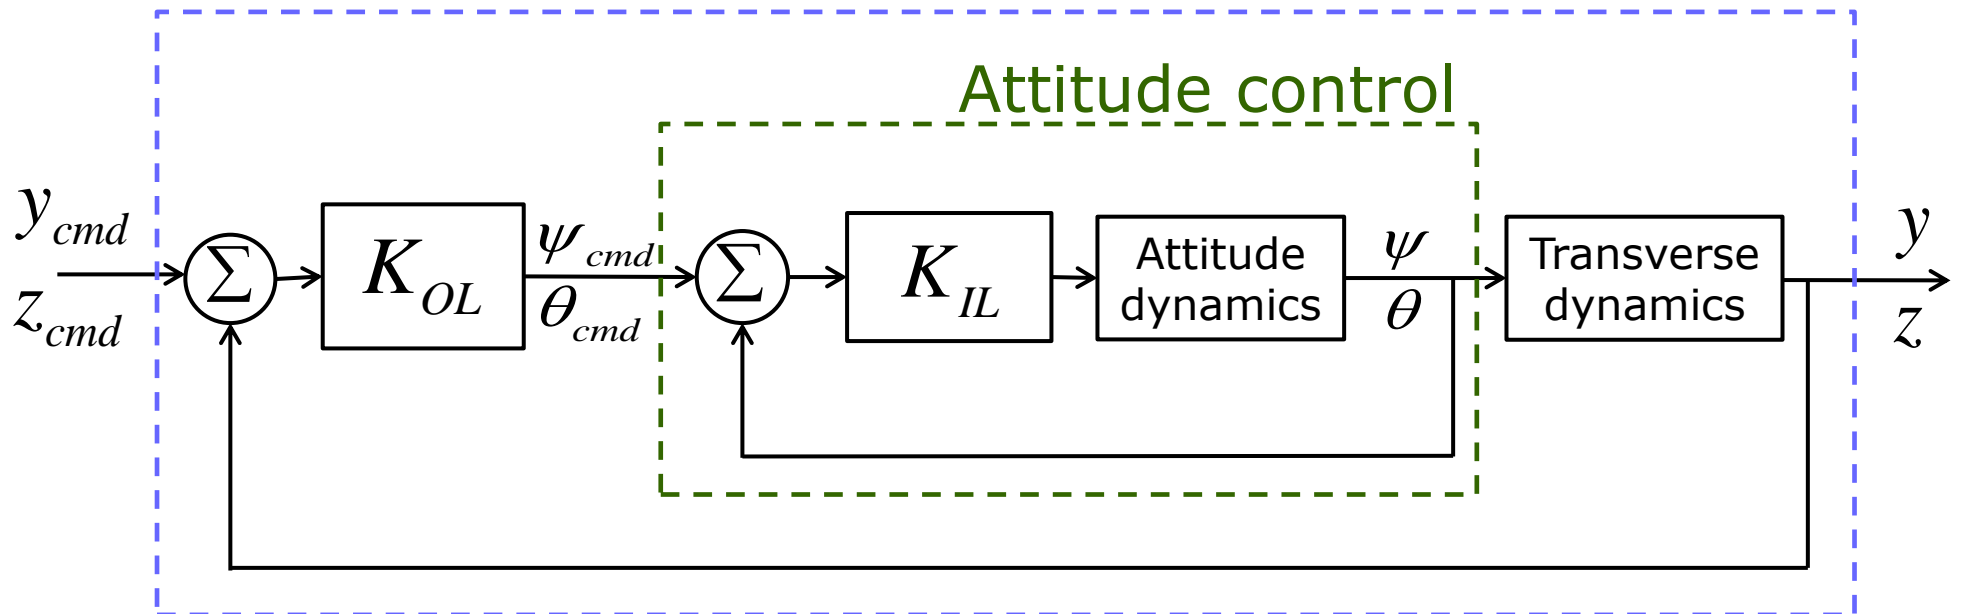 Attitude control
y_cmd
z_cmd
Σ
K_OL
ψ_cmd
θ_cmd
Σ
K_IL
Attitude
dynamics
ψ
θ
Transverse
dynamics
y
z